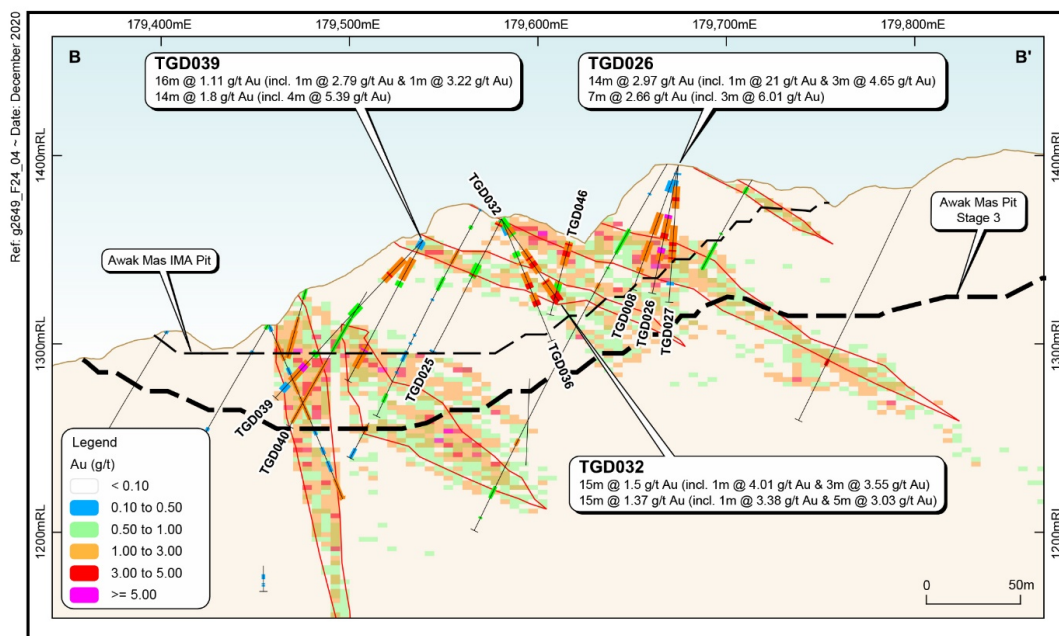 Ref: g2649_F24_04 ~ Date: December 2020
179,400mE
179,500mE
179,600mE
179,700mE
179,800mE
B
B'
TGD039
16m @ 1.11 g/t Au (incl. 1m @ 2.79 g/t Au & 1m @ 3.22 g/t Au)
14m @ 1.8 g/t Au (incl. 4m @ 5.39 g/t Au)
TGD026
14m @ 2.97 g/t Au (incl. 1m @ 21 g/t Au & 3m @ 4.65 g/t Au)
7m @ 2.66 g/t Au (incl. 3m @ 6.01 g/t Au)
1400mRL
1400mRL
TGD032
TGD046
Awak Mas Pit
Stage 3
Awak Mas IMA Pit
1300mRL
1300mRL
TGD008
TGD026
TGD027
TGD036
TGD025
TGD039
TGD040
TGD032
15m @ 1.5 g/t Au (incl. 1m @ 4.01 g/t Au & 3m @ 3.55 g/t Au)
15m @ 1.37 g/t Au (incl. 1m @ 3.38 g/t Au & 5m @ 3.03 g/t Au)
Legend
Au (g/t)
< 0.10
0.10 to 0.50
0.50 to 1.00
1.00 to 3.00
3.00 to 5.00
>= 5.00
1200mRL
1200mRL
0
50m